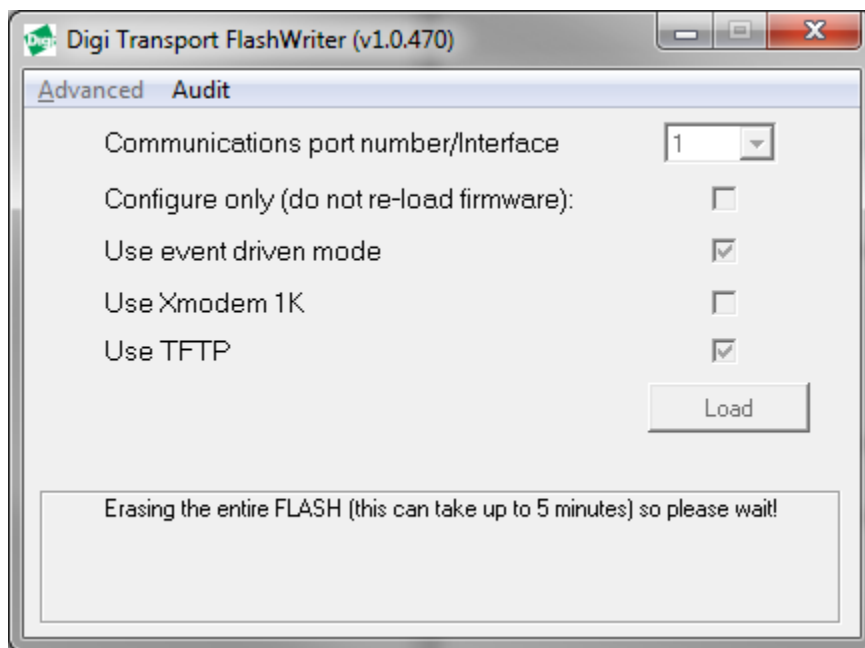 Digi Digi Transport FlashWriter (v1.0.470)
Advanced Audit
Communications port number/Interface 1
Configure only (do not re-load firmware):
Use event driven mode
Use Xmodem 1K
Use TFTP
Load
Erasing the entire FLASH (this can take up to 5 minutes) so please wait!